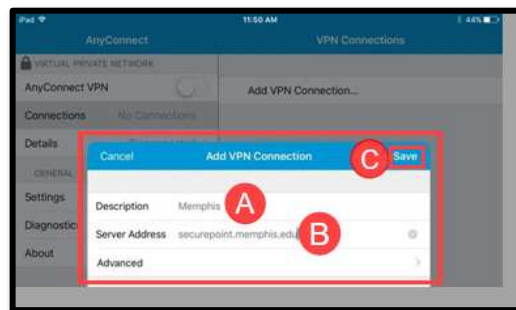 iPad 11:50 AM 44%
AnyConnect VPN Connections
VIRTUAL PRIVATE NETWORK
AnyConnect VPN Add VPN Connection...
Connections No Connections
Details
Cancel Add VPN Connection C Save
GENERAL
Settings Description Memphis A
Diagnostic Server Address securepoint.memphis.edu B
About Advanced